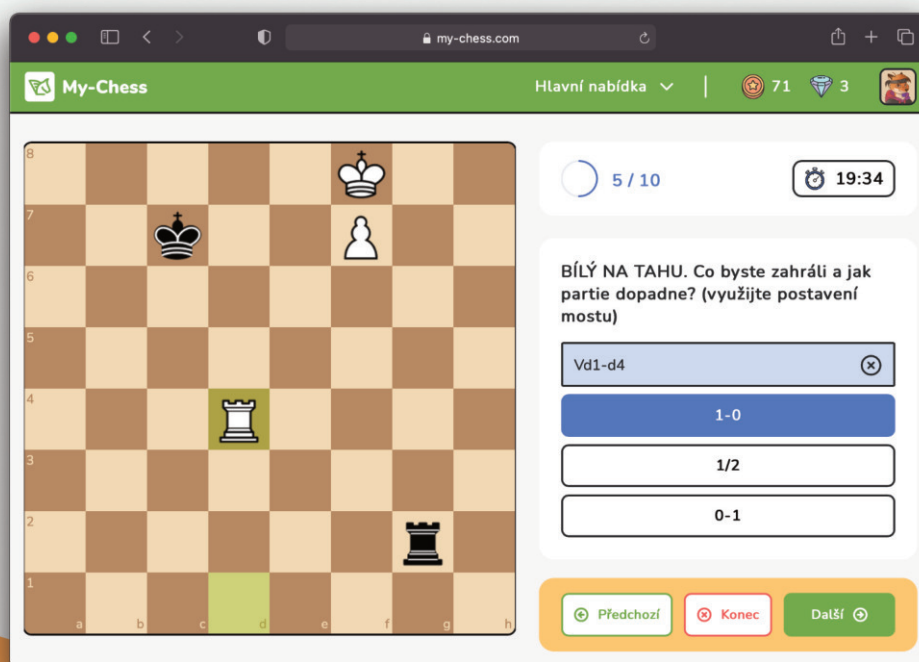 my-chess.com
My-Chess
Hlavní nabídka
71
3
8
7
6
5
4
3
2
1
a b c d e f g h
5 / 10
19:34
BÍLÝ NA TAHU. Co byste zahráli a jak
partie dopadne? (využijte postavení
mostu)
Vd1-d4
1-0
1/2
0-1
Předchozí
Konec
Další